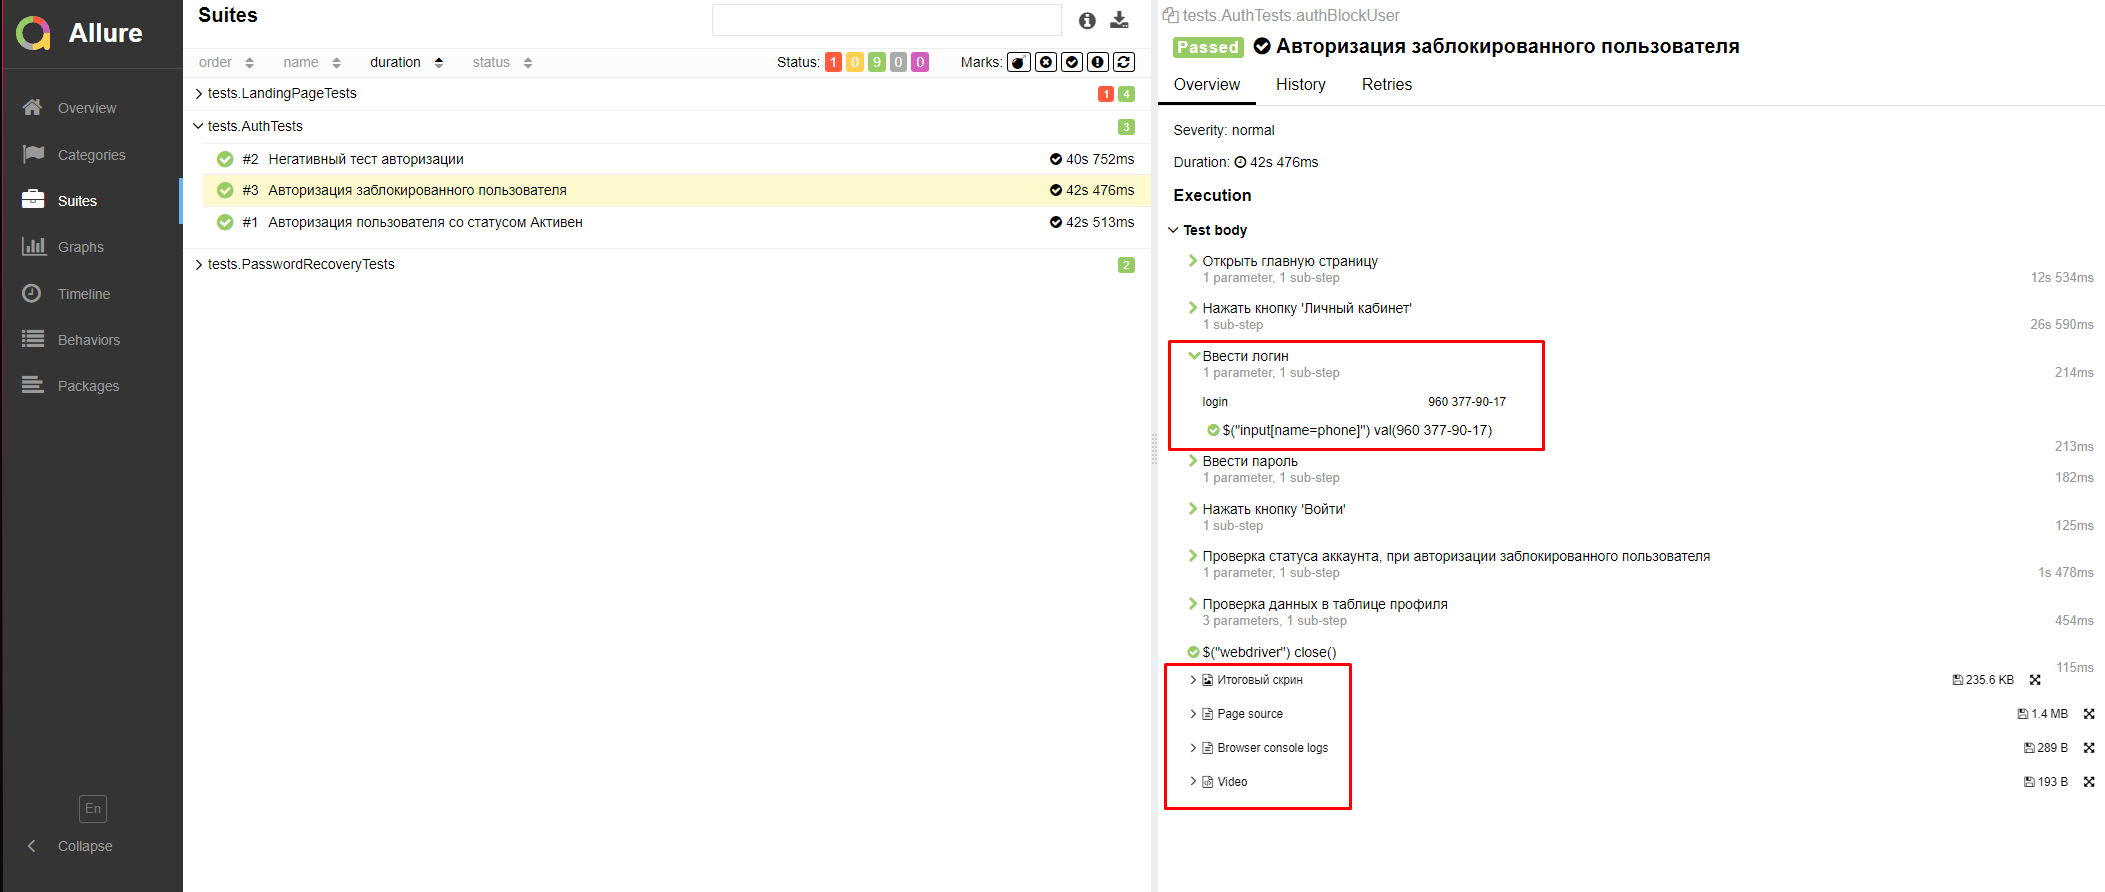 Allure
Overview
Categories
Suites
Graphs
Timeline
Behaviors
Packages
En
Collapse
Suites
order name duration status Status: 1 0 9 0 0 Marks:
tests.LandingPageTests 1 4
tests.AuthTests 3
#2 Негативный тест авторизации 40s 752ms
#3 Авторизация заблокированного пользователя 42s 476ms
#1 Авторизация пользователя со статусом Активен 42s 513ms
tests.PasswordRecoveryTests 2
tests.AuthTests.authBlockUser
Passed Авторизация заблокированного пользователя
Overview History Retries
Severity: normal
Duration: 42s 476ms
Execution
Test body
Открыть главную страницу
1 parameter, 1 sub-step 12s 534ms
Нажать кнопку 'Личный кабинет'
1 sub-step 26s 590ms
Ввести логин
1 parameter, 1 sub-step 214ms
login 960 377-90-17
$("input[name=phone]") val(960 377-90-17)
213ms
Ввести пароль
1 parameter, 1 sub-step 182ms
Нажать кнопку 'Войти'
1 sub-step 125ms
Проверка статуса аккаунта, при авторизации заблокированного пользователя
1 parameter, 1 sub-step 1s 478ms
Проверка данных в таблице профиля
3 parameters, 1 sub-step 454ms
$("webdriver") close()
115ms
Итоговый скрин 235.6 KB
Page source 1.4 MB
Browser console logs 289 B
Video 193 B